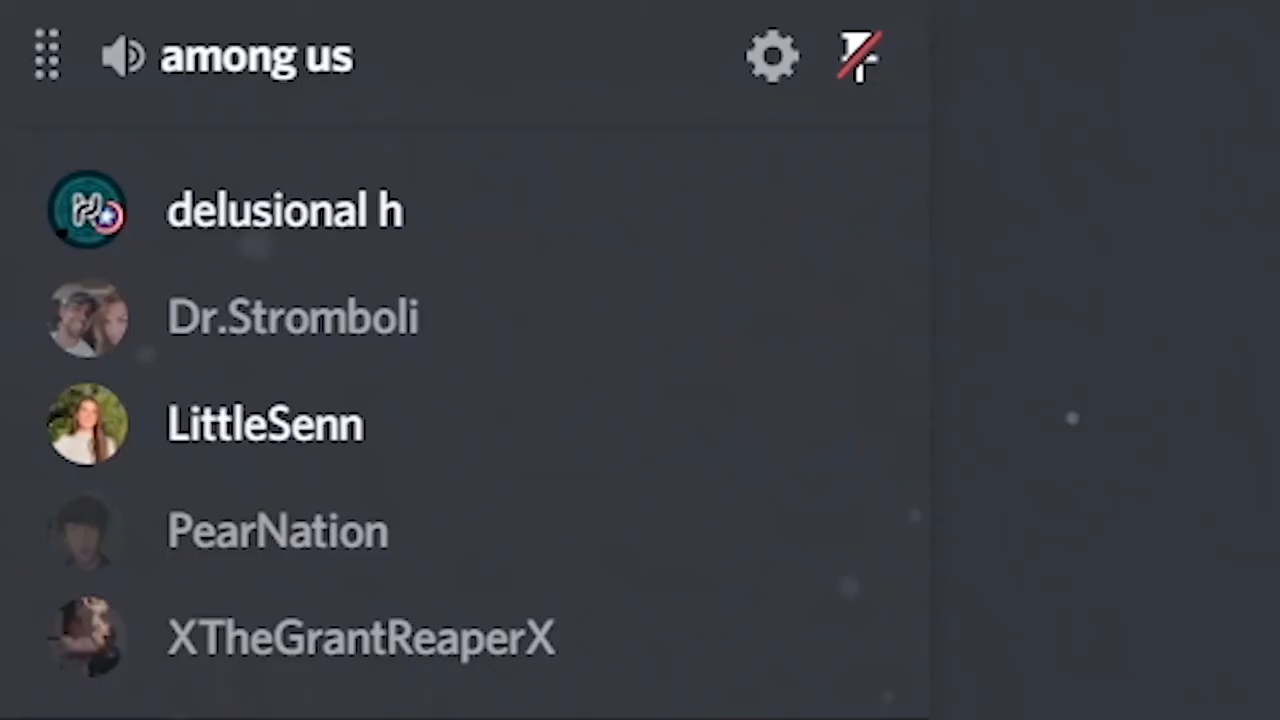 among us
delusional h
Dr.Stromboli
LittleSenn
PearNation
XTheGrantReaperX